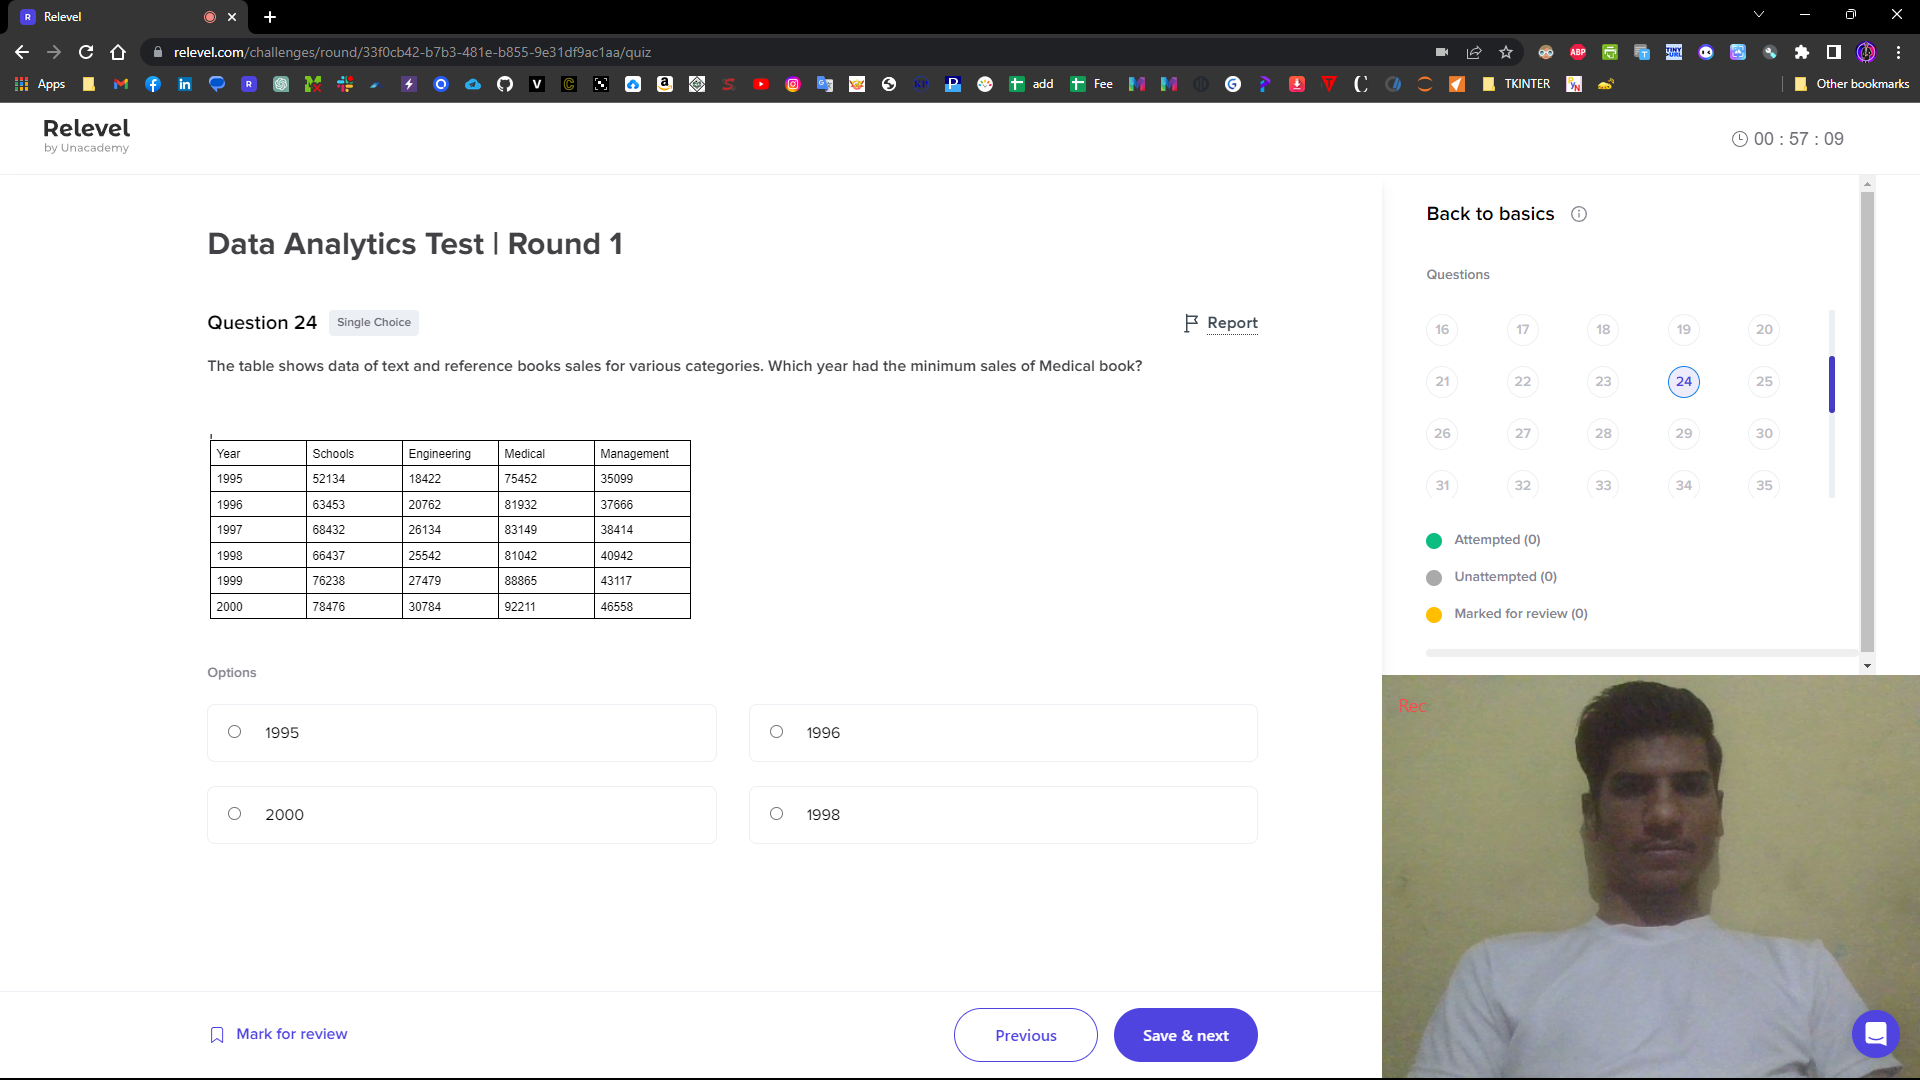 Relevel
relevel.com/challenges/round/33f0cb42-b7b3-481e-b855-9e31df9ac1aa/quiz
Apps
add
Fee
TKINTER
Other bookmarks
Relevel
by Unacademy
00 : 57 : 09
Data Analytics Test | Round 1
Question 24 Single Choice
Report
The table shows data of text and reference books sales for various categories. Which year had the minimum sales of Medical book?
Year Schools Engineering Medical Management
1995 52134 18422 75452 35099
1996 63453 20762 81932 37666
1997 68432 26134 83149 38414
1998 66437 25542 81042 40942
1999 76238 27479 88865 43117
2000 78476 30784 92211 46558
Options
1995
1996
2000
1998
Mark for review
Previous
Save & next
Back to basics
Questions
16 17 18 19 20
21 22 23 24 25
26 27 28 29 30
31 32 33 34 35
Attempted (0)
Unattempted (0)
Marked for review (0)
Rec